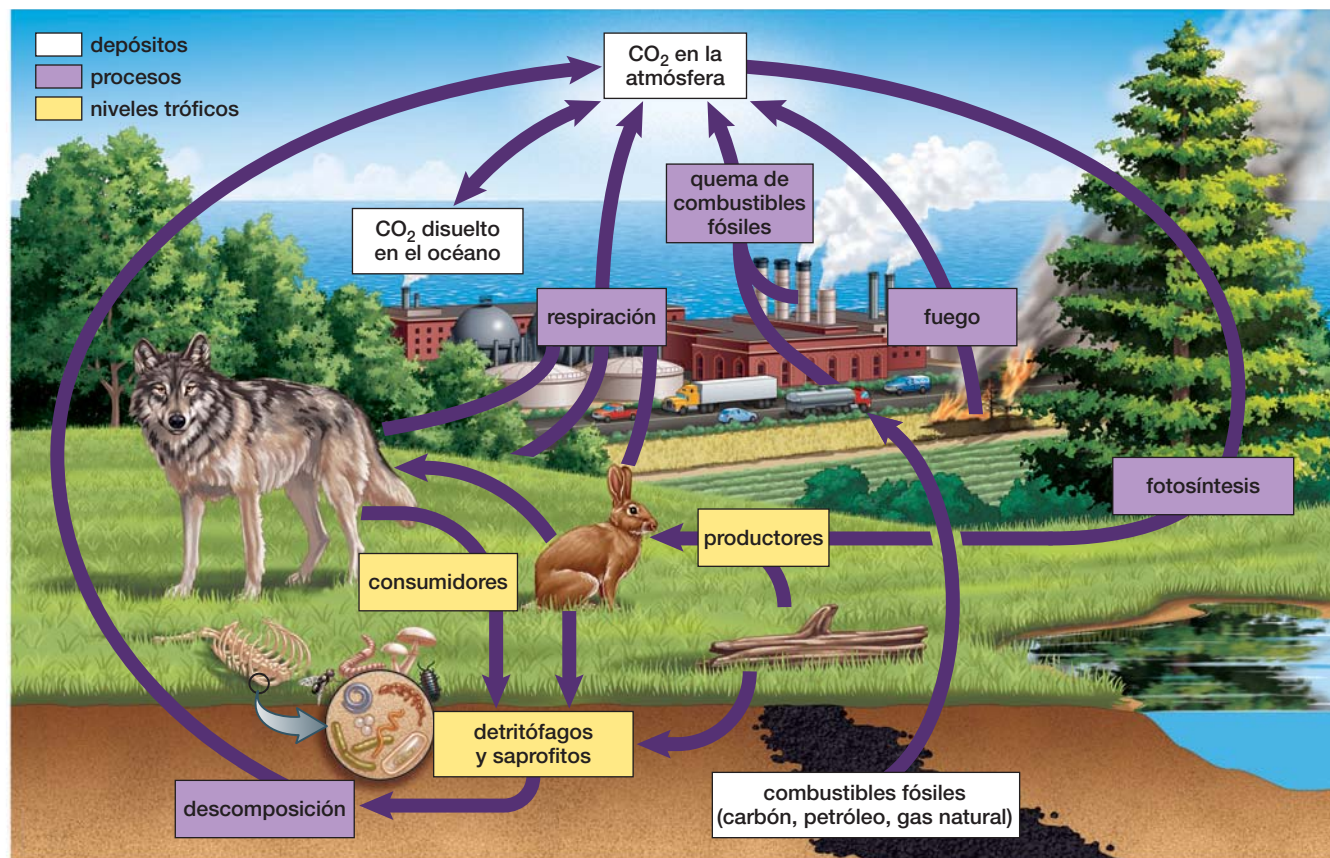 depósitos
procesos
niveles tróficos
CO₂ en la
atmósfera
quema de
combustibles
fósiles
CO₂ disuelto
en el océano
respiración
fuego
fotosíntesis
productores
consumidores
detritófagos
y saprofitos
descomposición
combustibles fósiles
(carbón, petróleo, gas natural)